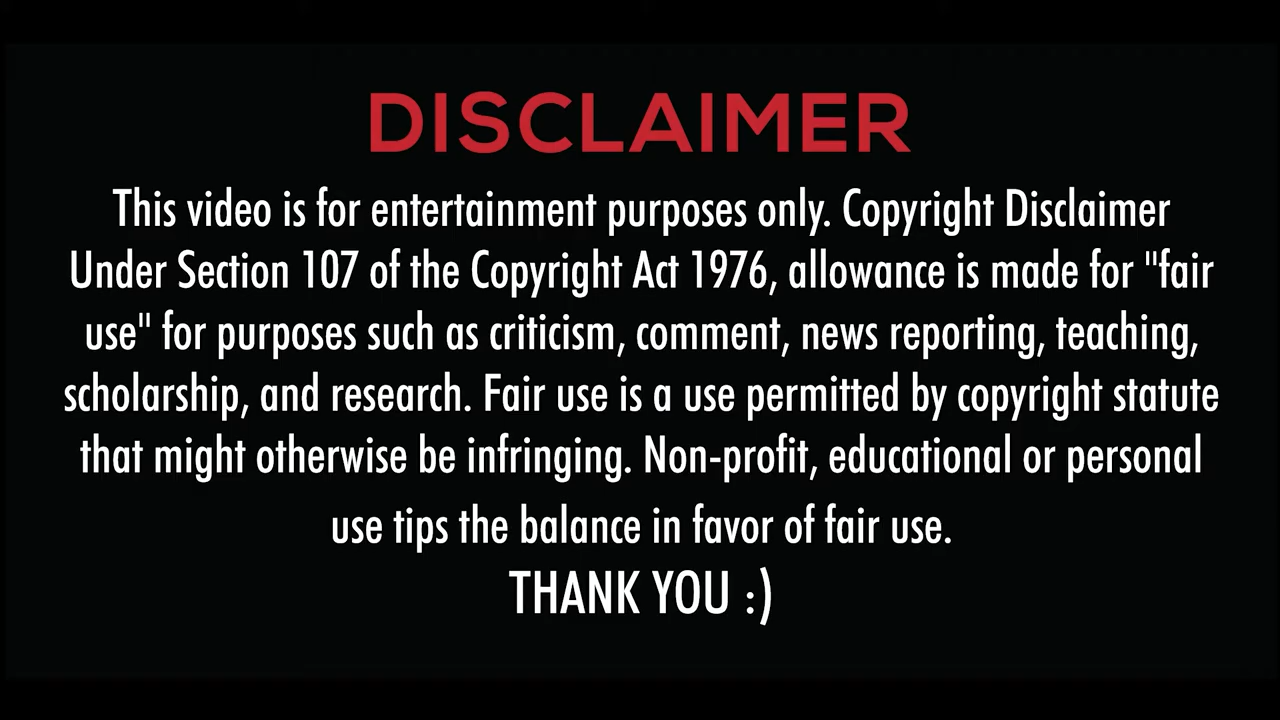 DISCLAIMER
This video is for entertainment purposes only. Copyright Disclaimer
Under Section 107 of the Copyright Act 1976, allowance is made for "fair
use" for purposes such as criticism, comment, news reporting, teaching,
scholarship, and research. Fair use is a use permitted by copyright statute
that might otherwise be infringing. Non-profit, educational or personal
use tips the balance in favor of fair use.
THANK YOU :)